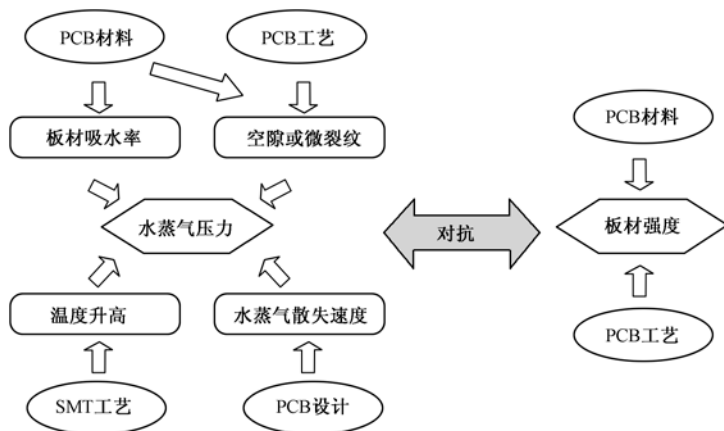 PCB材料
PCB工艺
PCB材料
板材吸水率
空隙或微裂纹
水蒸气压力
对抗
板材强度
温度升高
水蒸气散失速度
PCB工艺
SMT工艺
PCB设计